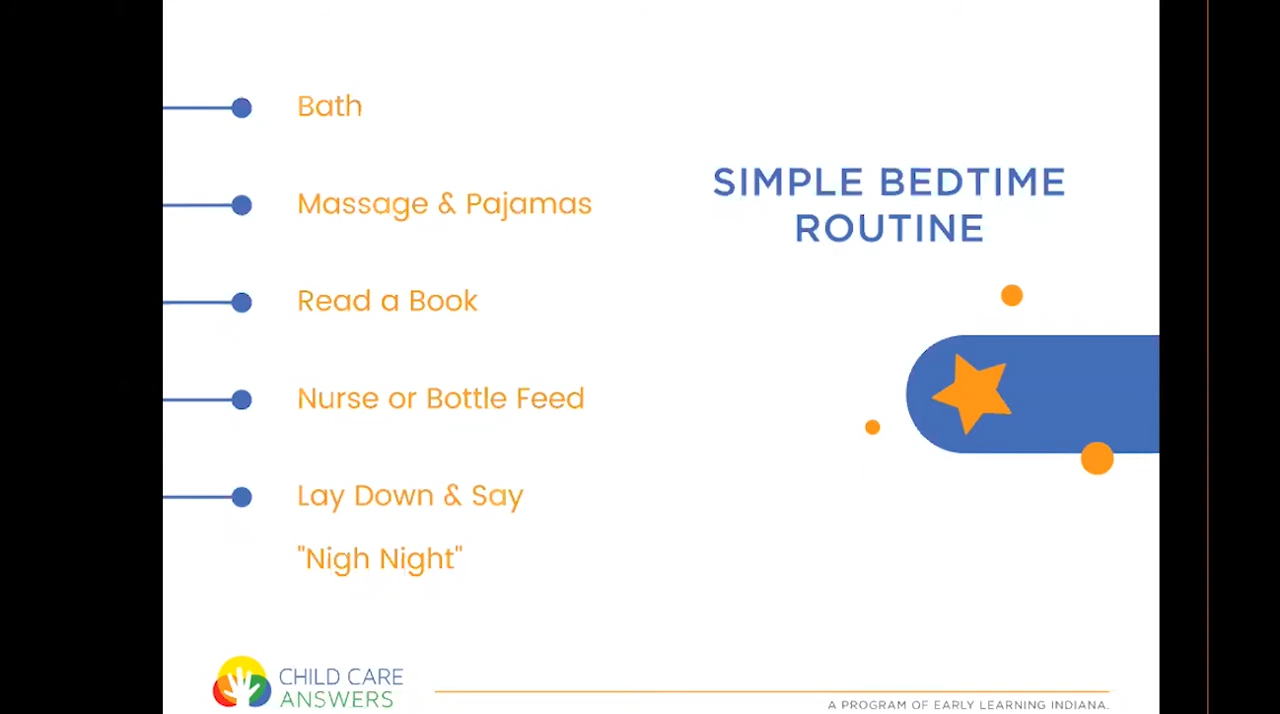 Bath
Massage & Pajamas
Read a Book
Nurse or Bottle Feed
Lay Down & Say
"Nigh Night"
SIMPLE BEDTIME
ROUTINE
CHILD CARE
ANSWERS
A PROGRAM OF EARLY LEARNING INDIANA.